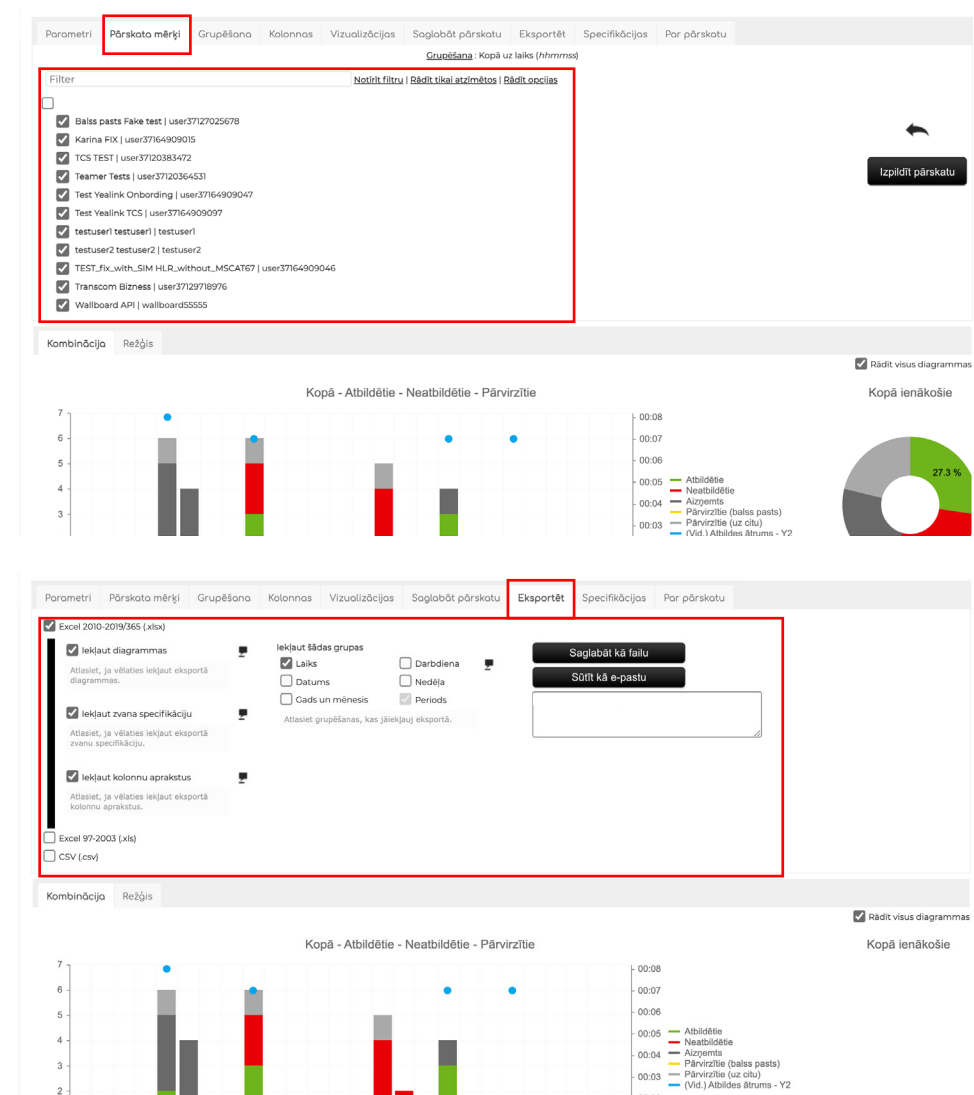 Parametri Pārskata mērķi Grupēšana Kolonnas Vizualizācijas Saglabāt pārskatu Eksportēt Specifikācijas Par pārskatu
Grupēšana : Kopā uz laiks (hhmmss)
Filter Notīrīt filtru | Rādīt tikai atzīmētos | Rādīt opcijas
Balss pasts Fake test | user37127025678
Karina FIX | user37164909015
TCS TEST | user37120383472
Teamer Tests | user37120364531
Test Yealink Onbording | user37164909047
Test Yealink TCS | user37164909097
testuser1 testuser1 | testuser1
testuser2 testuser2 | testuser2
TEST_fix_with_SIM HLR_without_MSCAT67 | user37164909046
Transcom Bizness | user37129718976
Wallboard API | wallboard55555
Izpildīt pārskatu
Kombinācija Režģis
Rādīt visus diagrammas
Kopā - Atbildētie - Neatbildētie - Pārvirzītie
Kopā ienākošie
7
6
5
4
3
00:08
00:07
00:06
00:05
00:04
00:03
Atbildētie
Neatbildētie
Aizņemts
Pārvirzītie (balss pasts)
Pārvirzītie (uz citu)
(Vid.) Atbildes ātrums - Y2
27.3 %
Parametri Pārskata mērķi Grupēšana Kolonnas Vizualizācijas Saglabāt pārskatu Eksportēt Specifikācijas Par pārskatu
Excel 2010-2019/365 (.xlsx)
Iekļaut diagrammas
Atlasiet, ja vēlaties iekļaut eksportā
diagrammas.
Iekļaut zvana specifikāciju
Atlasiet, ja vēlaties iekļaut eksportā
zvanu specifikāciju.
Iekļaut kolonnu aprakstus
Atlasiet, ja vēlaties iekļaut eksportā
kolonnu aprakstus.
Iekļaut šādas grupas
Laiks Darbdiena
Datums Nedēļa
Gads un mēnesis Periods
Atlasiet grupēšanas, kas jāiekļauj eksportā.
Saglabāt kā failu
Sūtīt kā e-pastu
Excel 97-2003 (.xls)
CSV (.csv)
Kombinācija Režģis
Rādīt visus diagrammas
Kopā - Atbildētie - Neatbildētie - Pārvirzītie
Kopā ienākošie
7
6
5
4
3
2
00:08
00:07
00:06
00:05
00:04
00:03
Atbildētie
Neatbildētie
Aizņemts
Pārvirzītie (balss pasts)
Pārvirzītie (uz citu)
(Vid.) Atbildes ātrums - Y2